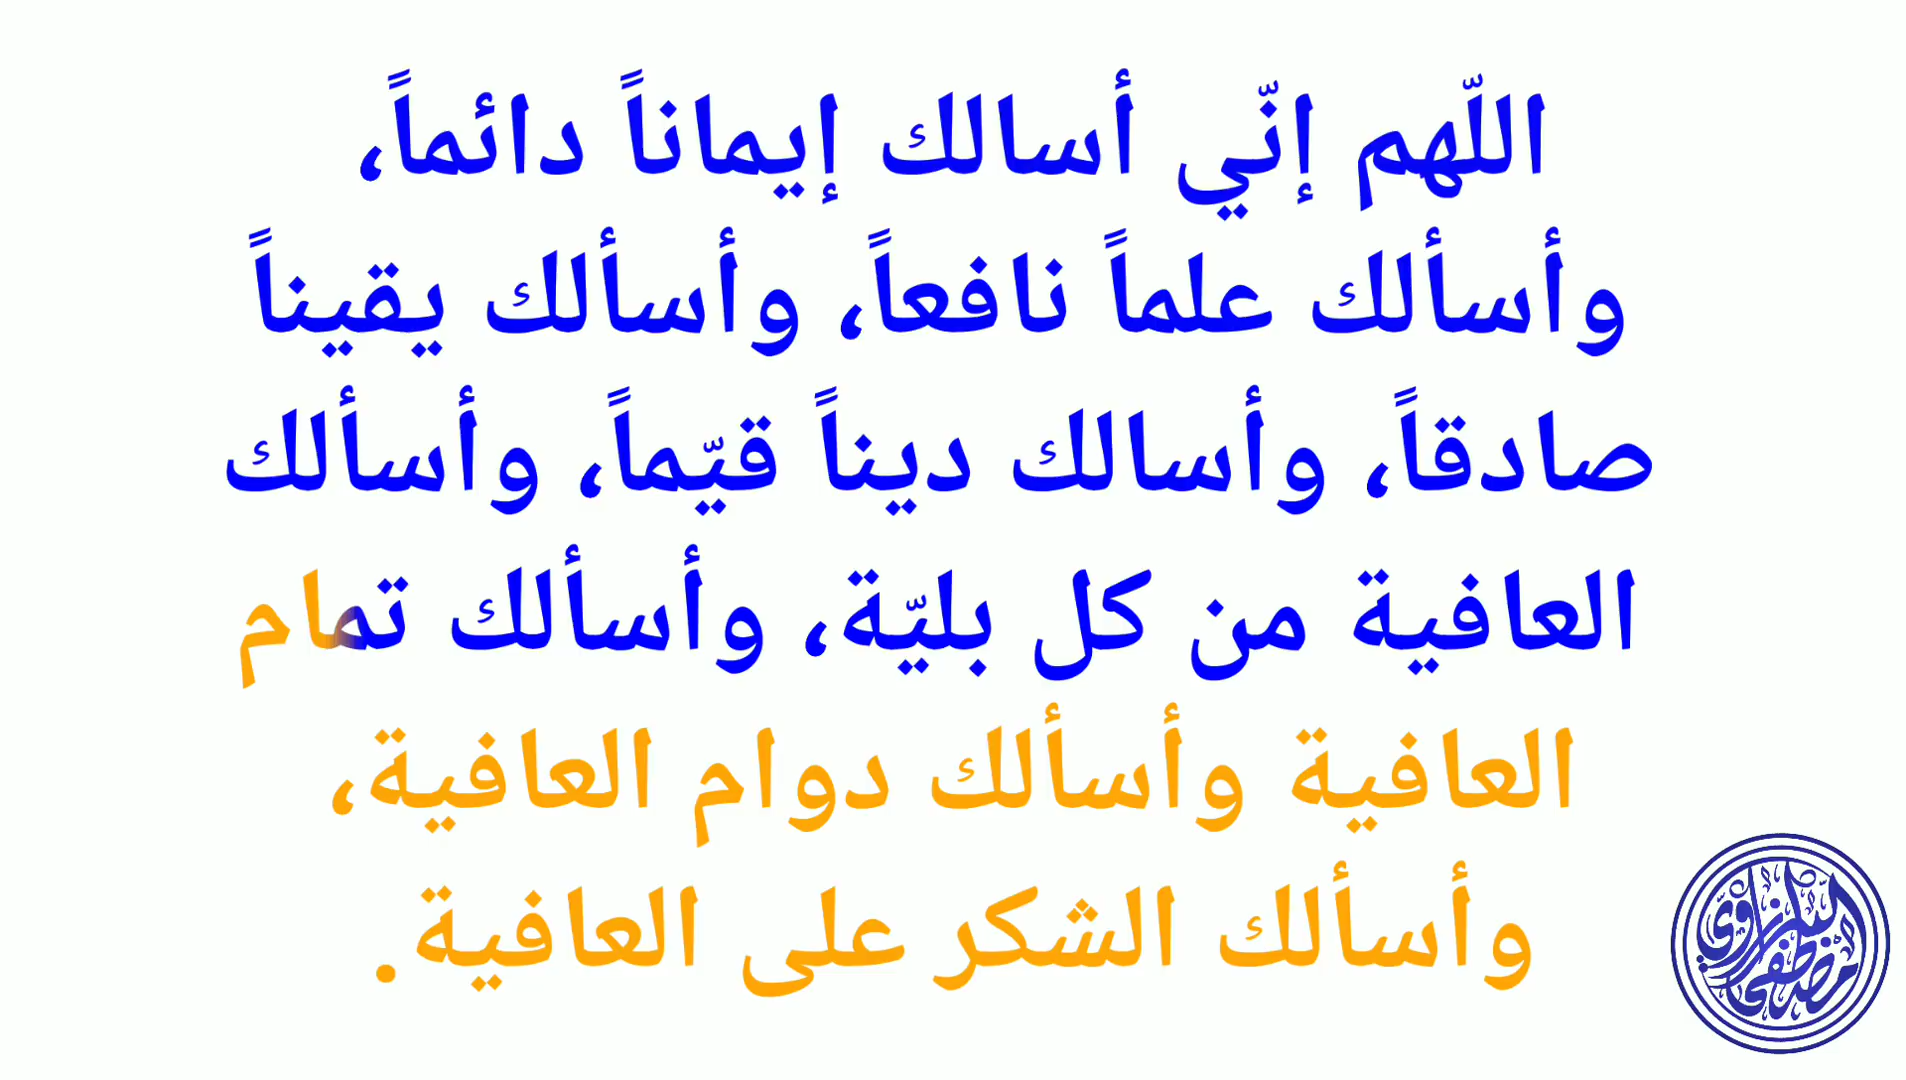 اللّهم إنّي أسالك إيماناً دائماً،
وأسألك علماً نافعاً، وأسألك يقيناً
صادقاً، وأسالك ديناً قيّماً، وأسألك
العافية من كل بليّة، وأسألك تمام
العافية وأسألك دوام العافية،
وأسألك الشكر على العافية.
مصطفى